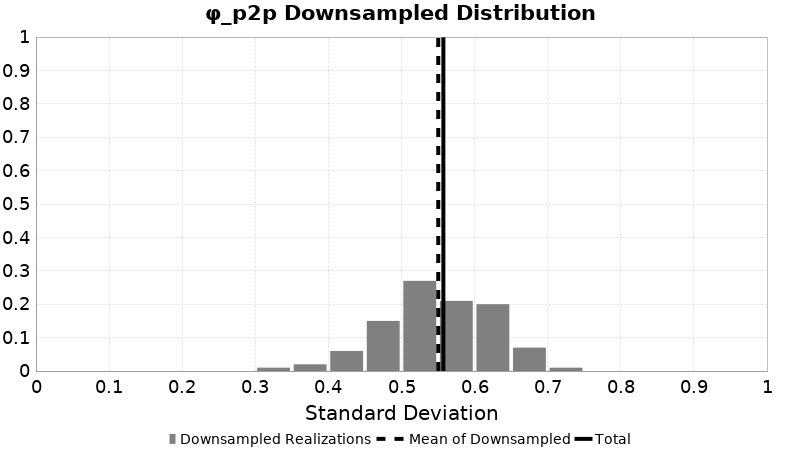 φ_p2p Downsampled Distribution
1
0.9
0.8
0.7
0.6
0.5
0.4
0.3
0.2
0.1
0
0 0.1 0.2 0.3 0.4 0.5 0.6 0.7 0.8 0.9 1
Standard Deviation
Downsampled Realizations Mean of Downsampled Total